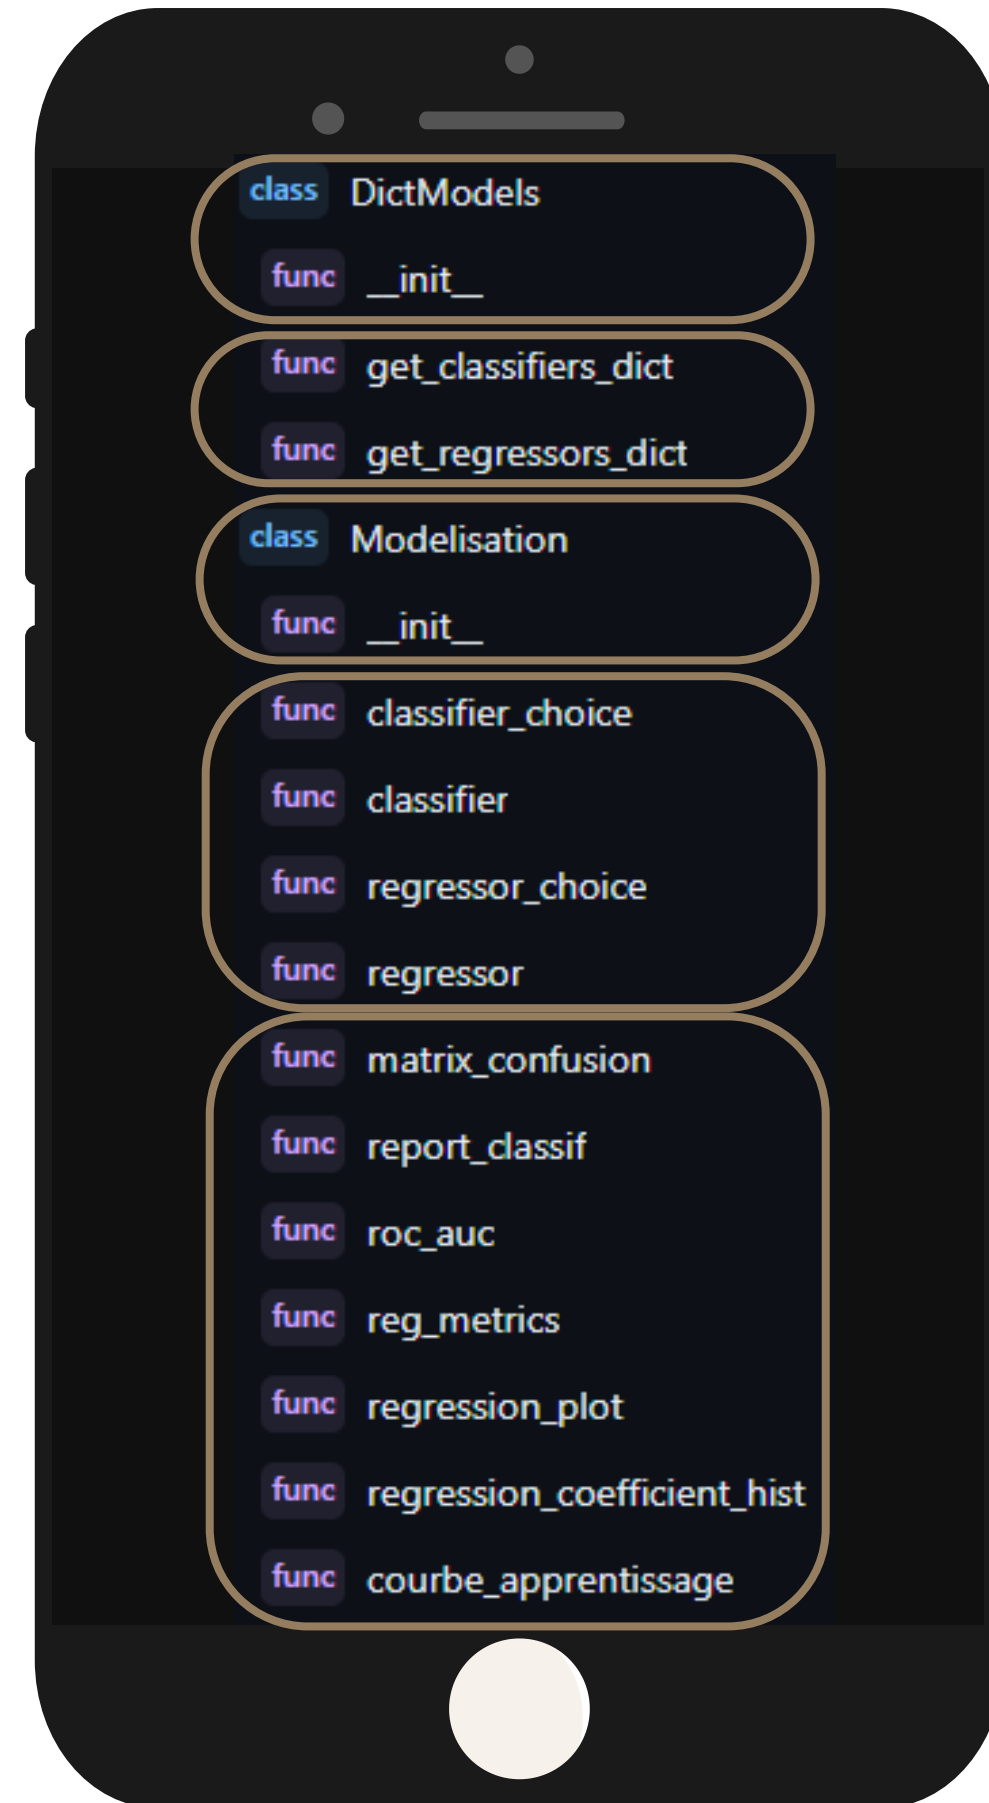 class DictModels
func __init__
func get_classifiers_dict
func get_regressors_dict
class Modelisation
func __init__
func classifier_choice
func classifier
func regressor_choice
func regressor
func matrix_confusion
func report_classif
func roc_auc
func reg_metrics
func regression_plot
func regression_coefficient_hist
func courbe_apprentissage